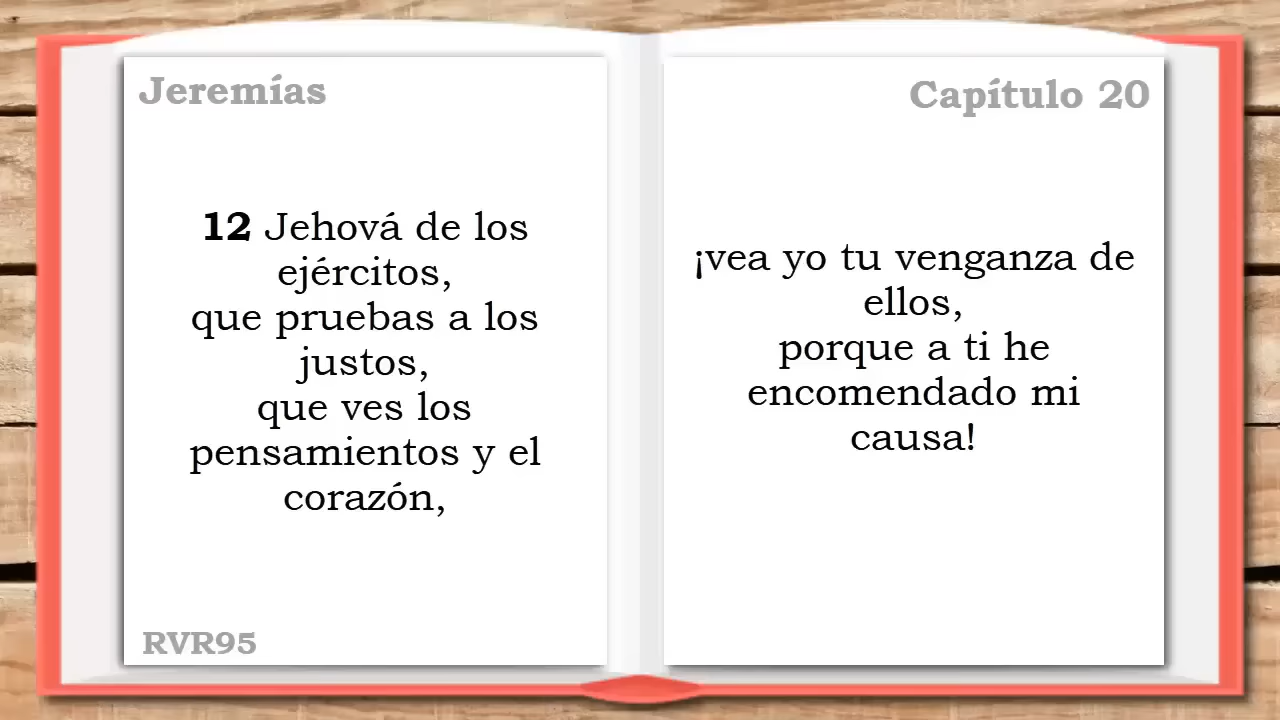 Jeremías
12 Jehová de los
ejércitos,
que pruebas a los
justos,
que ves los
pensamientos y el
corazón,
RVR95
Capítulo 20
¡vea yo tu venganza de
ellos,
porque a ti he
encomendado mi
causa!